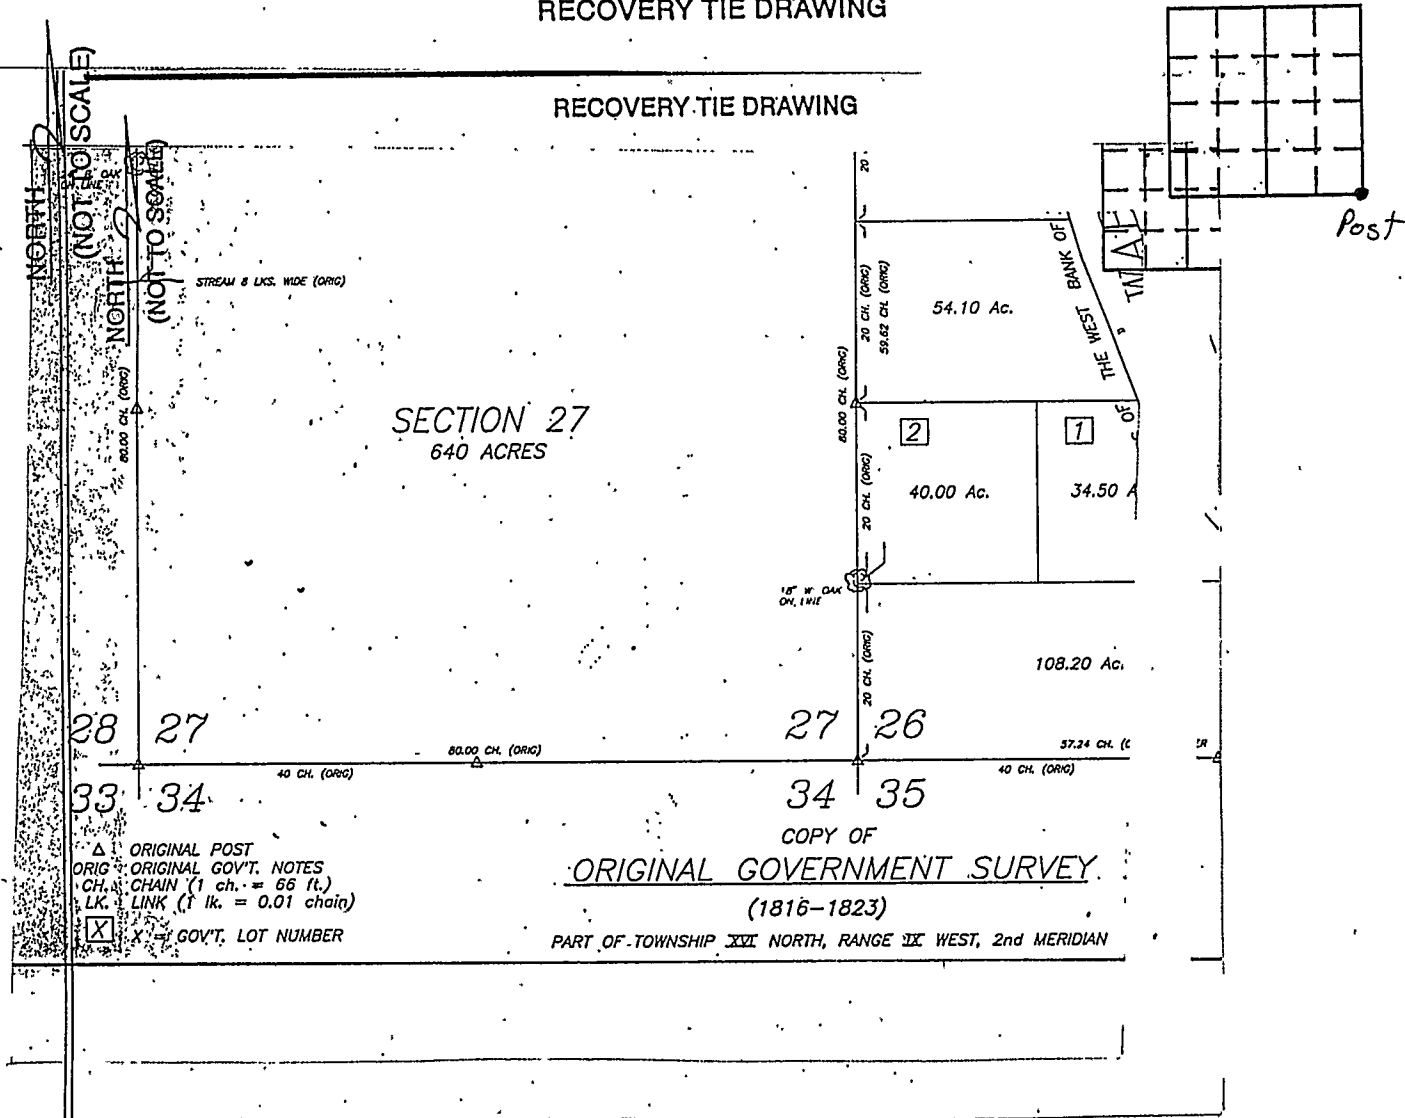 RECOVERY TIE DRAWING
RECOVERY TIE DRAWING
NORTH
(NOT TO SCALE)
NORTH
(NOT TO SCALE)
Post
OAK
ON LINE
STREAM 8 LKS. WIDE (ORIG)
80.00 CH. (ORIG)
SECTION 27
640 ACRES
20
20 CH. (ORIG)
59.62 CH. (ORIG)
80.00 CH. (ORIG)
20 CH. (ORIG)
20 CH. (ORIG)
54.10 Ac.
THE WEST BANK OF
OF
2
1
40.00 Ac.
34.50 A
18" W OAK
ON LINE
108.20 Ac.
28 27
27 26
80.00 CH. (ORIG)
57.24 CH. (
40 CH. (ORIG)
40 CH. (ORIG)
33 34
34 35
△ ORIGINAL POST
ORIG ORIGINAL GOV'T. NOTES
CH. CHAIN (1 ch. = 66 ft.)
LK. LINK (1 lk. = 0.01 chain)
X X = GOV'T. LOT NUMBER
COPY OF
ORIGINAL GOVERNMENT SURVEY
(1816-1823)
PART OF TOWNSHIP XVI NORTH, RANGE IX WEST, 2nd MERIDIAN